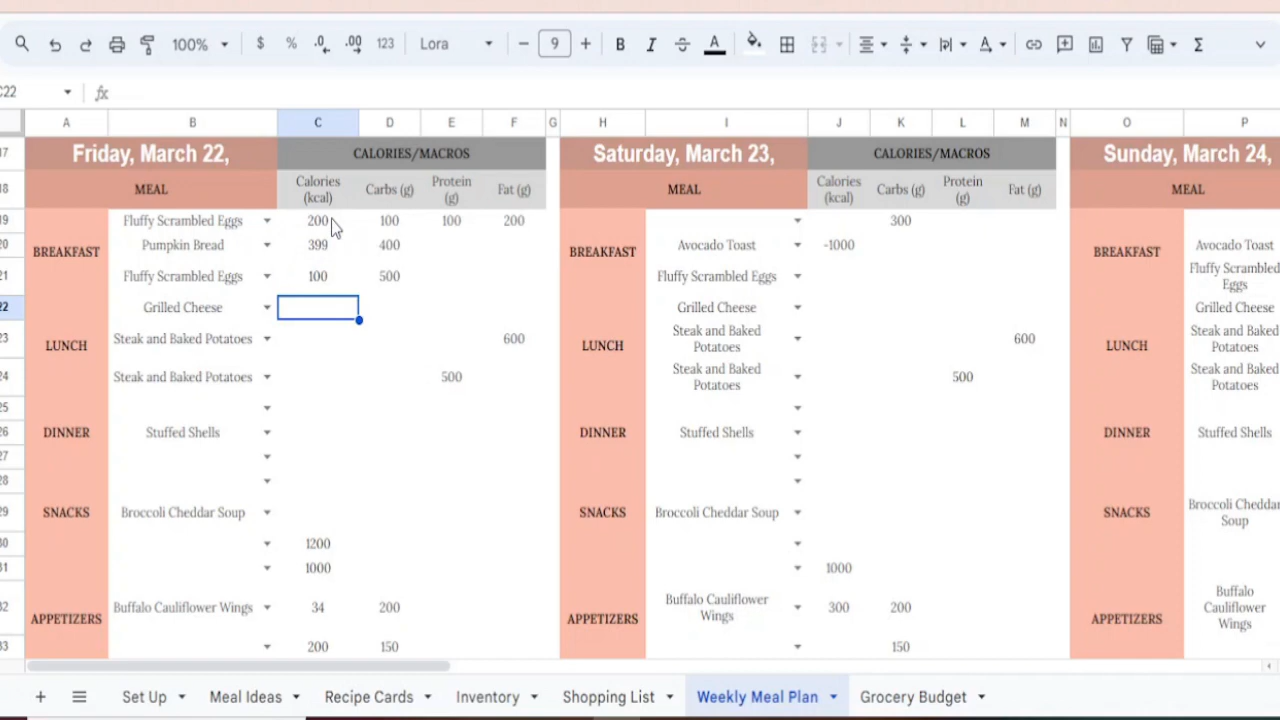 100% $ % .0 .00 123 Lora - 9 + B I A Σ
C22 fx
A B C D E F G H I J K L M N O P
17 Friday, March 22, CALORIES/MACROS Saturday, March 23, CALORIES/MACROS Sunday, March 24,
18 MEAL Calories (kcal) Carbs (g) Protein (g) Fat (g) MEAL Calories (kcal) Carbs (g) Protein (g) Fat (g) MEAL
19 Fluffy Scrambled Eggs 200 100 100 200 300
20 Pumpkin Bread 399 400 Avocado Toast -1000 Avocado Toast
BREAKFAST BREAKFAST BREAKFAST
21 Fluffy Scrambled Eggs 100 500 Fluffy Scrambled Eggs Fluffy Scrambled Eggs
22 Grilled Cheese Grilled Cheese Grilled Cheese
23 Steak and Baked Potatoes 600 Steak and Baked Potatoes 600 Steak and Baked Potatoes
LUNCH LUNCH LUNCH
24 Steak and Baked Potatoes 500 Steak and Baked Potatoes 500 Steak and Baked Potatoes
25
26 DINNER Stuffed Shells DINNER Stuffed Shells DINNER Stuffed Shells
27
28
29 SNACKS Broccoli Cheddar Soup SNACKS Broccoli Cheddar Soup SNACKS Broccoli Cheddar Soup
30 1200
31 1000 1000
32 Buffalo Cauliflower Wings 34 200 Buffalo Cauliflower Wings 300 200 Buffalo Cauliflower Wings
APPETIZERS APPETIZERS APPETIZERS
33 200 150 150
+ Set Up Meal Ideas Recipe Cards Inventory Shopping List Weekly Meal Plan Grocery Budget